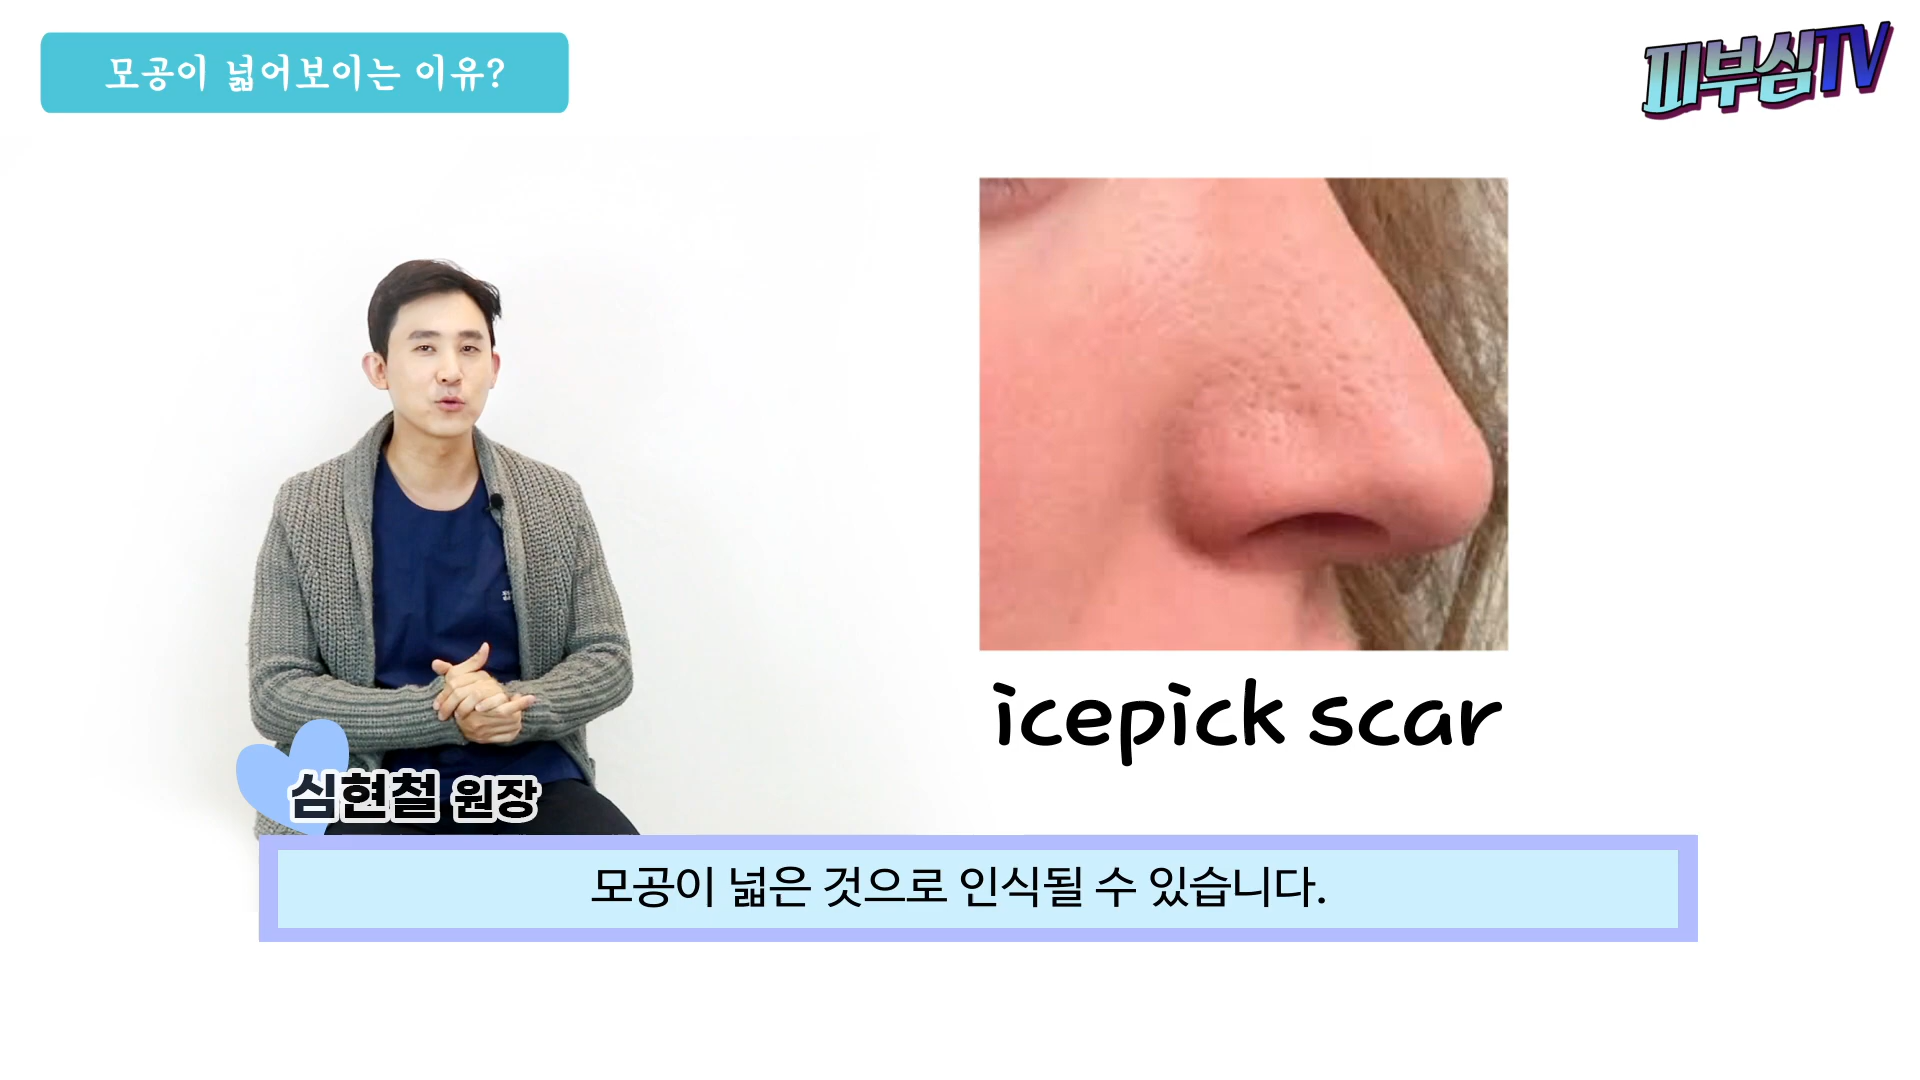 모공이 넓어보이는 이유?
피부심TV
icepick scar
심현철 원장
모공이 넓은 것으로 인식될 수 있습니다.